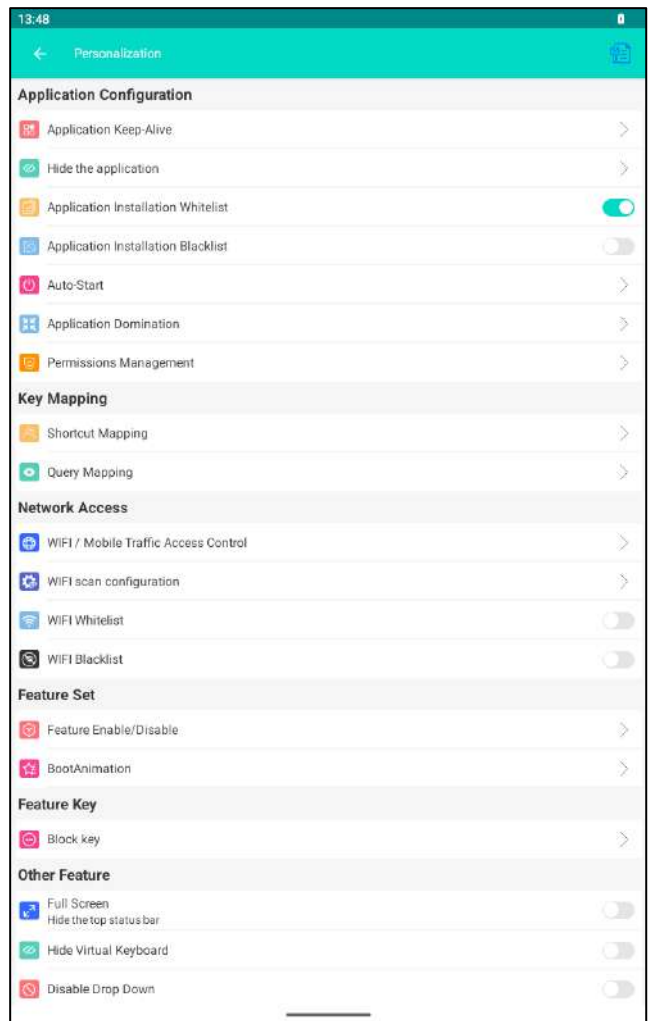 13:48
Personalization
Application Configuration
Application Keep-Alive
Hide the application
Application Installation Whitelist
Application Installation Blacklist
Auto-Start
Application Domination
Permissions Management
Key Mapping
Shortcut Mapping
Query Mapping
Network Access
WIFI / Mobile Traffic Access Control
WIFI scan configuration
WIFI Whitelist
WIFI Blacklist
Feature Set
Feature Enable/Disable
BootAnimation
Feature Key
Block key
Other Feature
Full Screen
Hide the top status bar
Hide Virtual Keyboard
Disable Drop Down